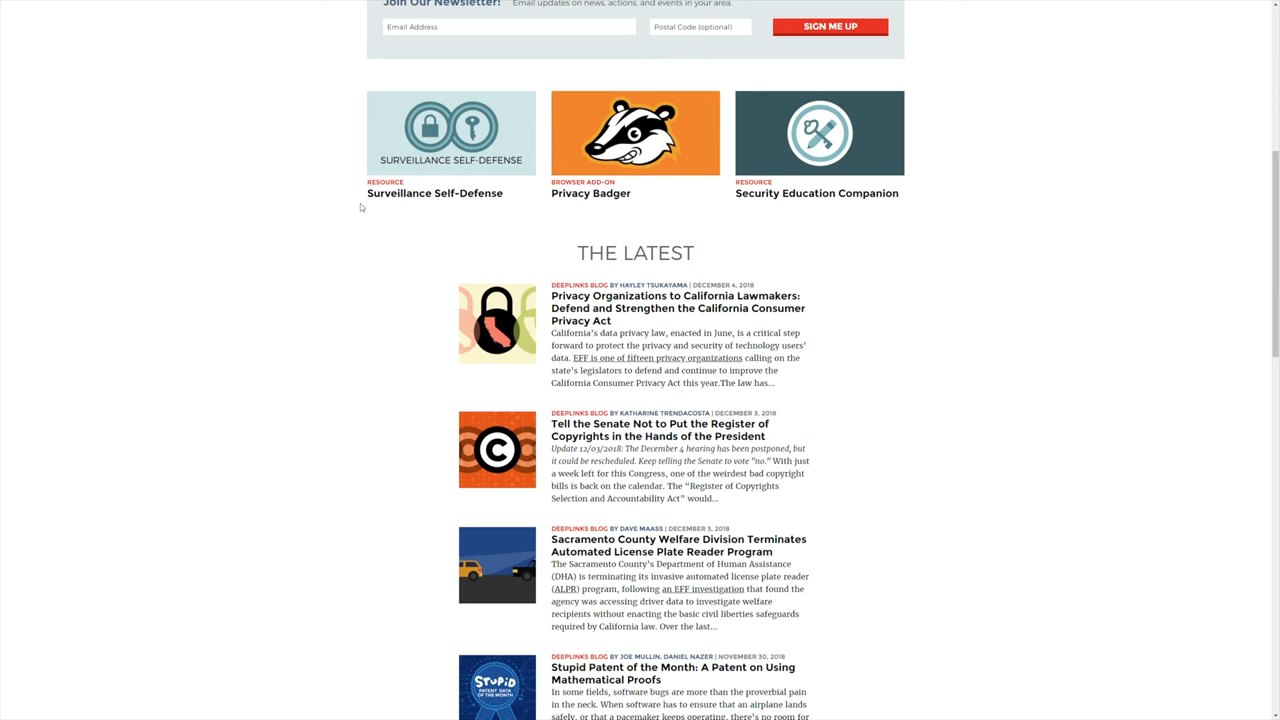 Join Our Newsletter! Email updates on news, actions, and events in your area.
Email Address Postal Code (optional) SIGN ME UP
SURVEILLANCE SELF-DEFENSE
RESOURCE
Surveillance Self-Defense
BROWSER ADD-ON
Privacy Badger
RESOURCE
Security Education Companion
THE LATEST
DEEPLINKS BLOG BY HAYLEY TSUKAYAMA | DECEMBER 4, 2018
Privacy Organizations to California Lawmakers:
Defend and Strengthen the California Consumer
Privacy Act
California's data privacy law, enacted in June, is a critical step
forward to protect the privacy and security of technology users'
data. EFF is one of fifteen privacy organizations calling on the
state's legislators to defend and continue to improve the
California Consumer Privacy Act this year.The law has...
C
DEEPLINKS BLOG BY KATHARINE TRENDACOSTA | DECEMBER 3, 2018
Tell the Senate Not to Put the Register of
Copyrights in the Hands of the President
Update 12/03/2018: The December 4 hearing has been postponed, but
it could be rescheduled. Keep telling the Senate to vote "no." With just
a week left for this Congress, one of the weirdest bad copyright
bills is back on the calendar. The “Register of Copyrights
Selection and Accountability Act” would...
DEEPLINKS BLOG BY DAVE MAASS | DECEMBER 3, 2018
Sacramento County Welfare Division Terminates
Automated License Plate Reader Program
The Sacramento County's Department of Human Assistance
(DHA) is terminating its invasive automated license plate reader
(ALPR) program, following an EFF investigation that found the
agency was accessing driver data to investigate welfare
recipients without enacting the basic civil liberties safeguards
required by California law. Over the last...
STUPID
PATENT DATA
OF THE MONTH
DEEPLINKS BLOG BY JOE MULLIN, DANIEL NAZER | NOVEMBER 30, 2018
Stupid Patent of the Month: A Patent on Using
Mathematical Proofs
In some fields, software bugs are more than the proverbial pain
in the neck. When software has to ensure that an airplane lands
safely, or that a pacemaker keeps operating, there's no room for